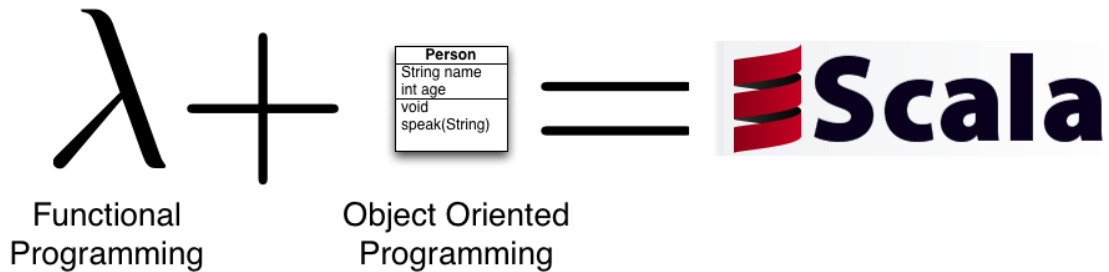 λ
Person
String name
int age
void
speak(String)
Scala
Functional
Programming
Object Oriented
Programming